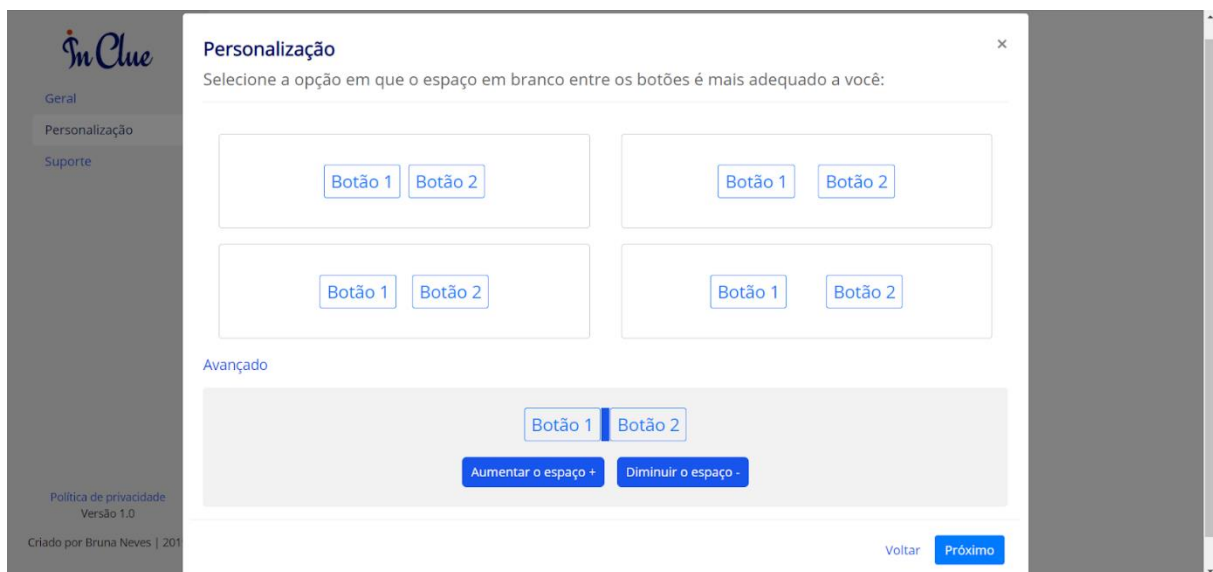 In Clue
Geral
Personalização
Suporte
Política de privacidade
Versão 1.0
Criado por Bruna Neves | 201
Personalização
×
Selecione a opção em que o espaço em branco entre os botões é mais adequado a você:
Botão 1 Botão 2
Botão 1 Botão 2
Botão 1 Botão 2
Botão 1 Botão 2
Avançado
Botão 1 Botão 2
Aumentar o espaço + Diminuir o espaço -
Voltar Próximo